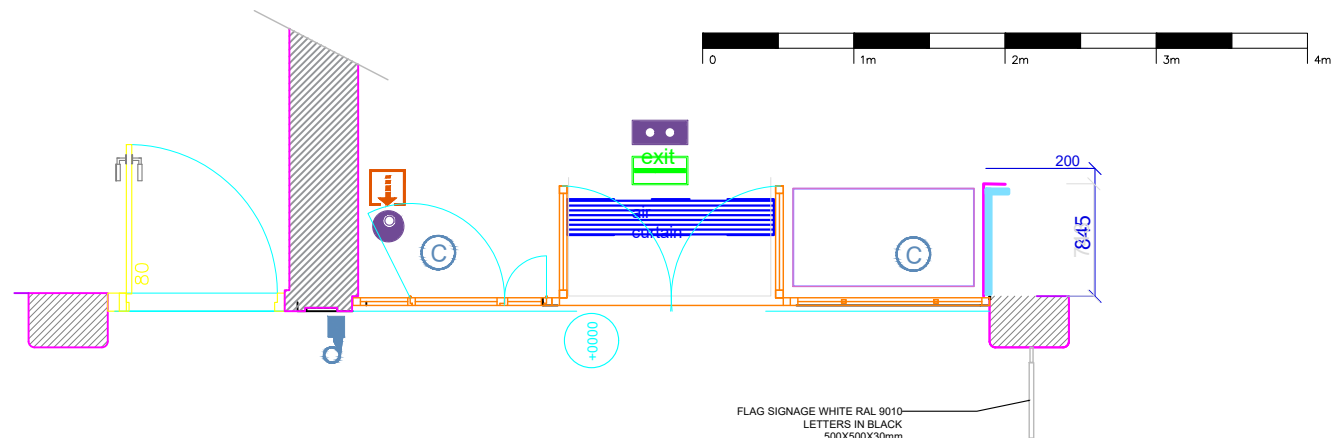 0
1m
2m
3m
4m
exit
200
air
curtain
845
80
C
C
+0000
FLAG SIGNAGE WHITE RAL 9010
LETTERS IN BLACK
500X500X30mm